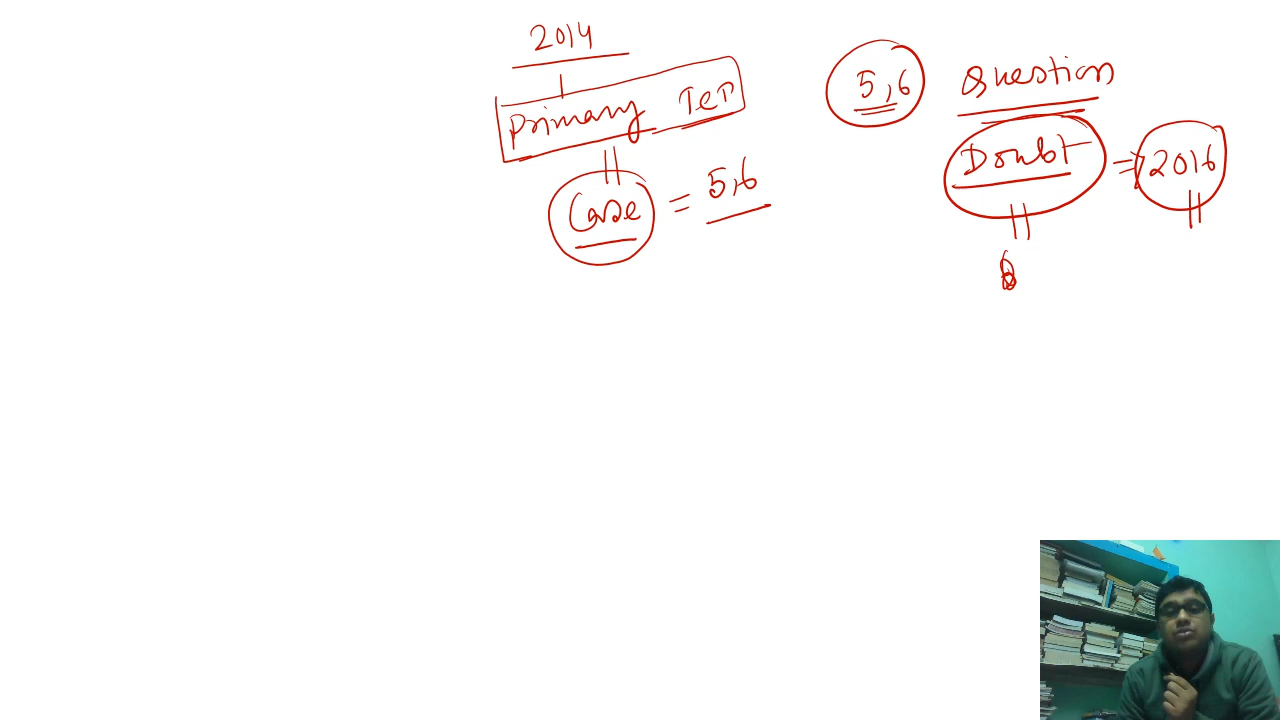 2014
Primary TeT
Case = 5,6
5,6 Question
Doubt = 2016